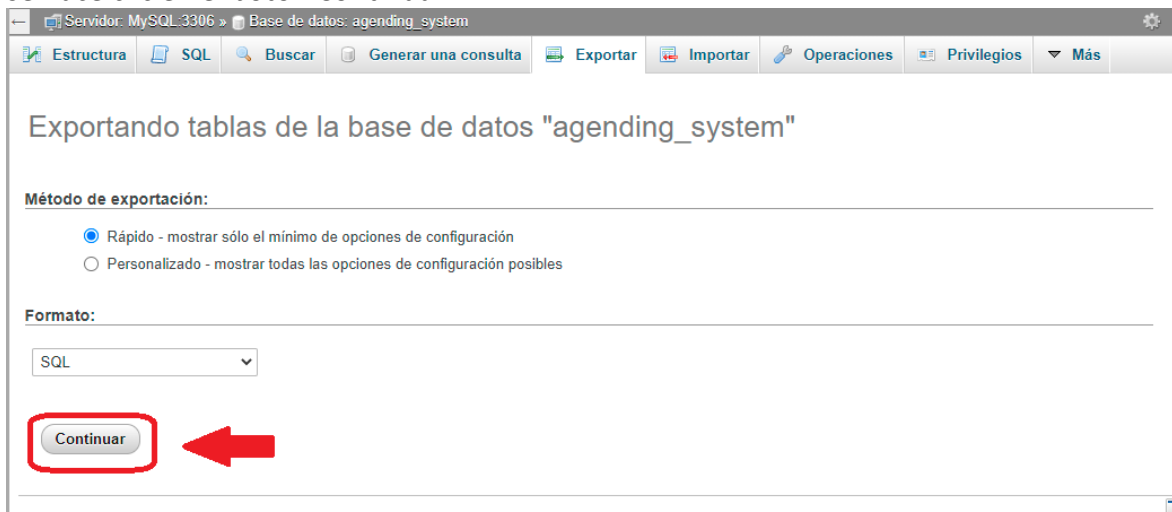 Servidor: MySQL:3306 » Base de datos: agending_system
Estructura SQL Buscar Generar una consulta Exportar Importar Operaciones Privilegios Más
Exportando tablas de la base de datos "agending_system"
Método de exportación:
Rápido - mostrar sólo el mínimo de opciones de configuración
Personalizado - mostrar todas las opciones de configuración posibles
Formato:
SQL
Continuar